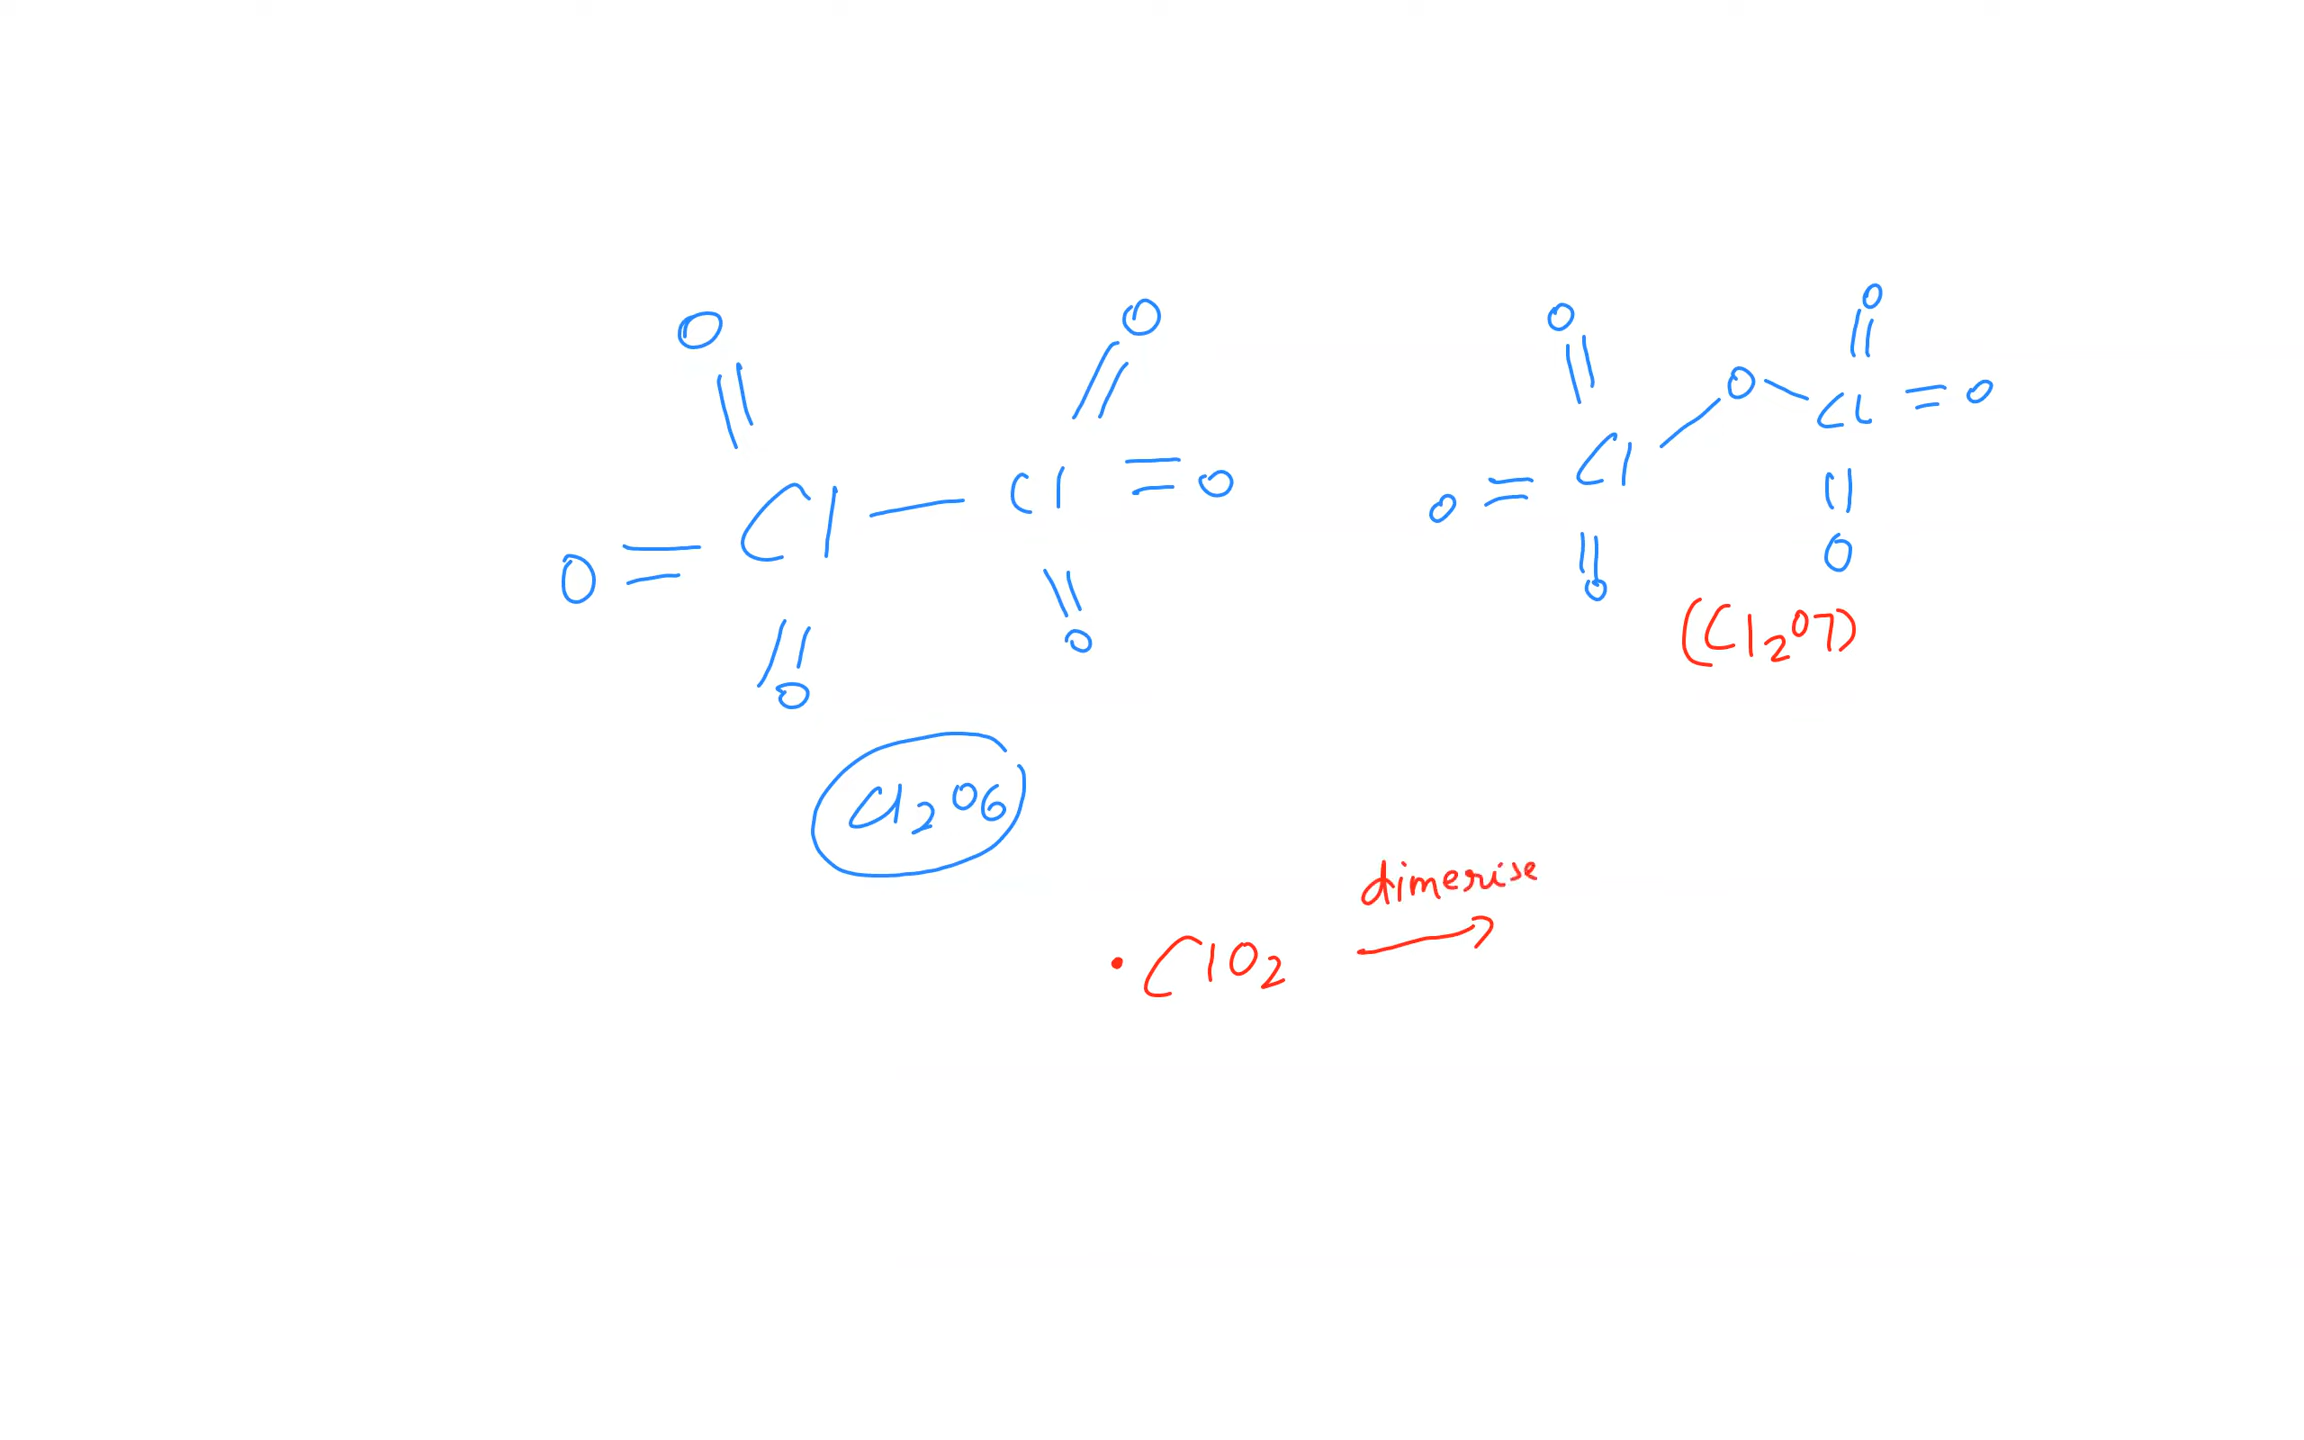 O O O O
O = Cl — Cl = O
O = Cl O Cl = O
O O O O
(Cl2O7)
Cl2O6
dimerise
• ClO2 →